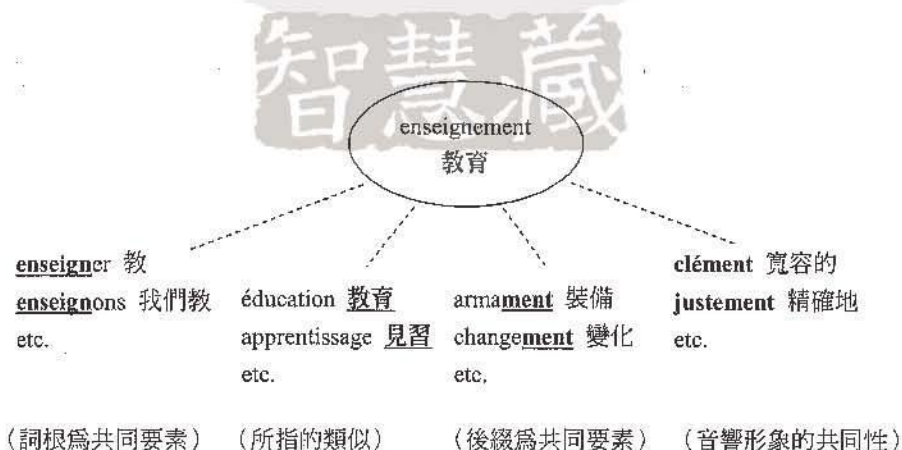 智慧藏
enseignement
教育
enseigner 教
enseignons 我們教
etc.
éducation 教育
apprentissage 見習
etc.
armament 裝備
changement 變化
etc.
clément 寬容的
justement 精確地
etc.
(詞根爲共同要素)
(所指的類似)
(後綴爲共同要素)
(音響形象的共同性)